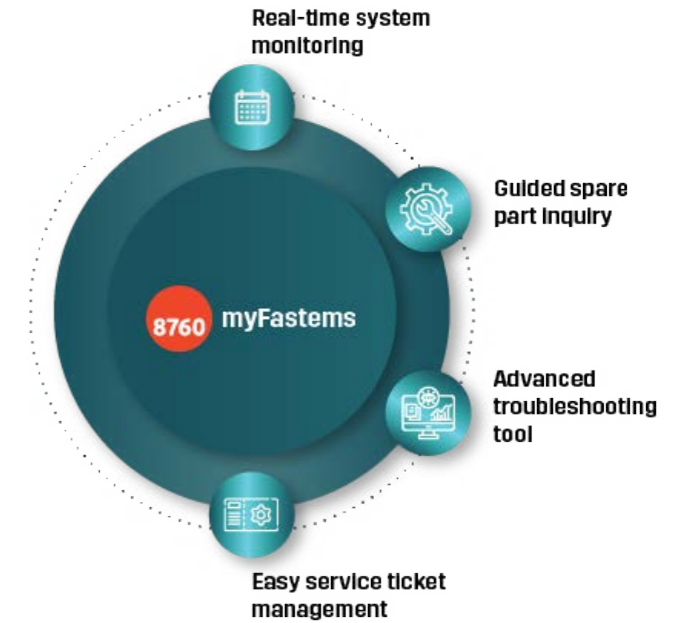 Real-time system
monitoring
Guided spare
part inquiry
8760 myFastems
Advanced
troubleshooting
tool
Easy service ticket
management